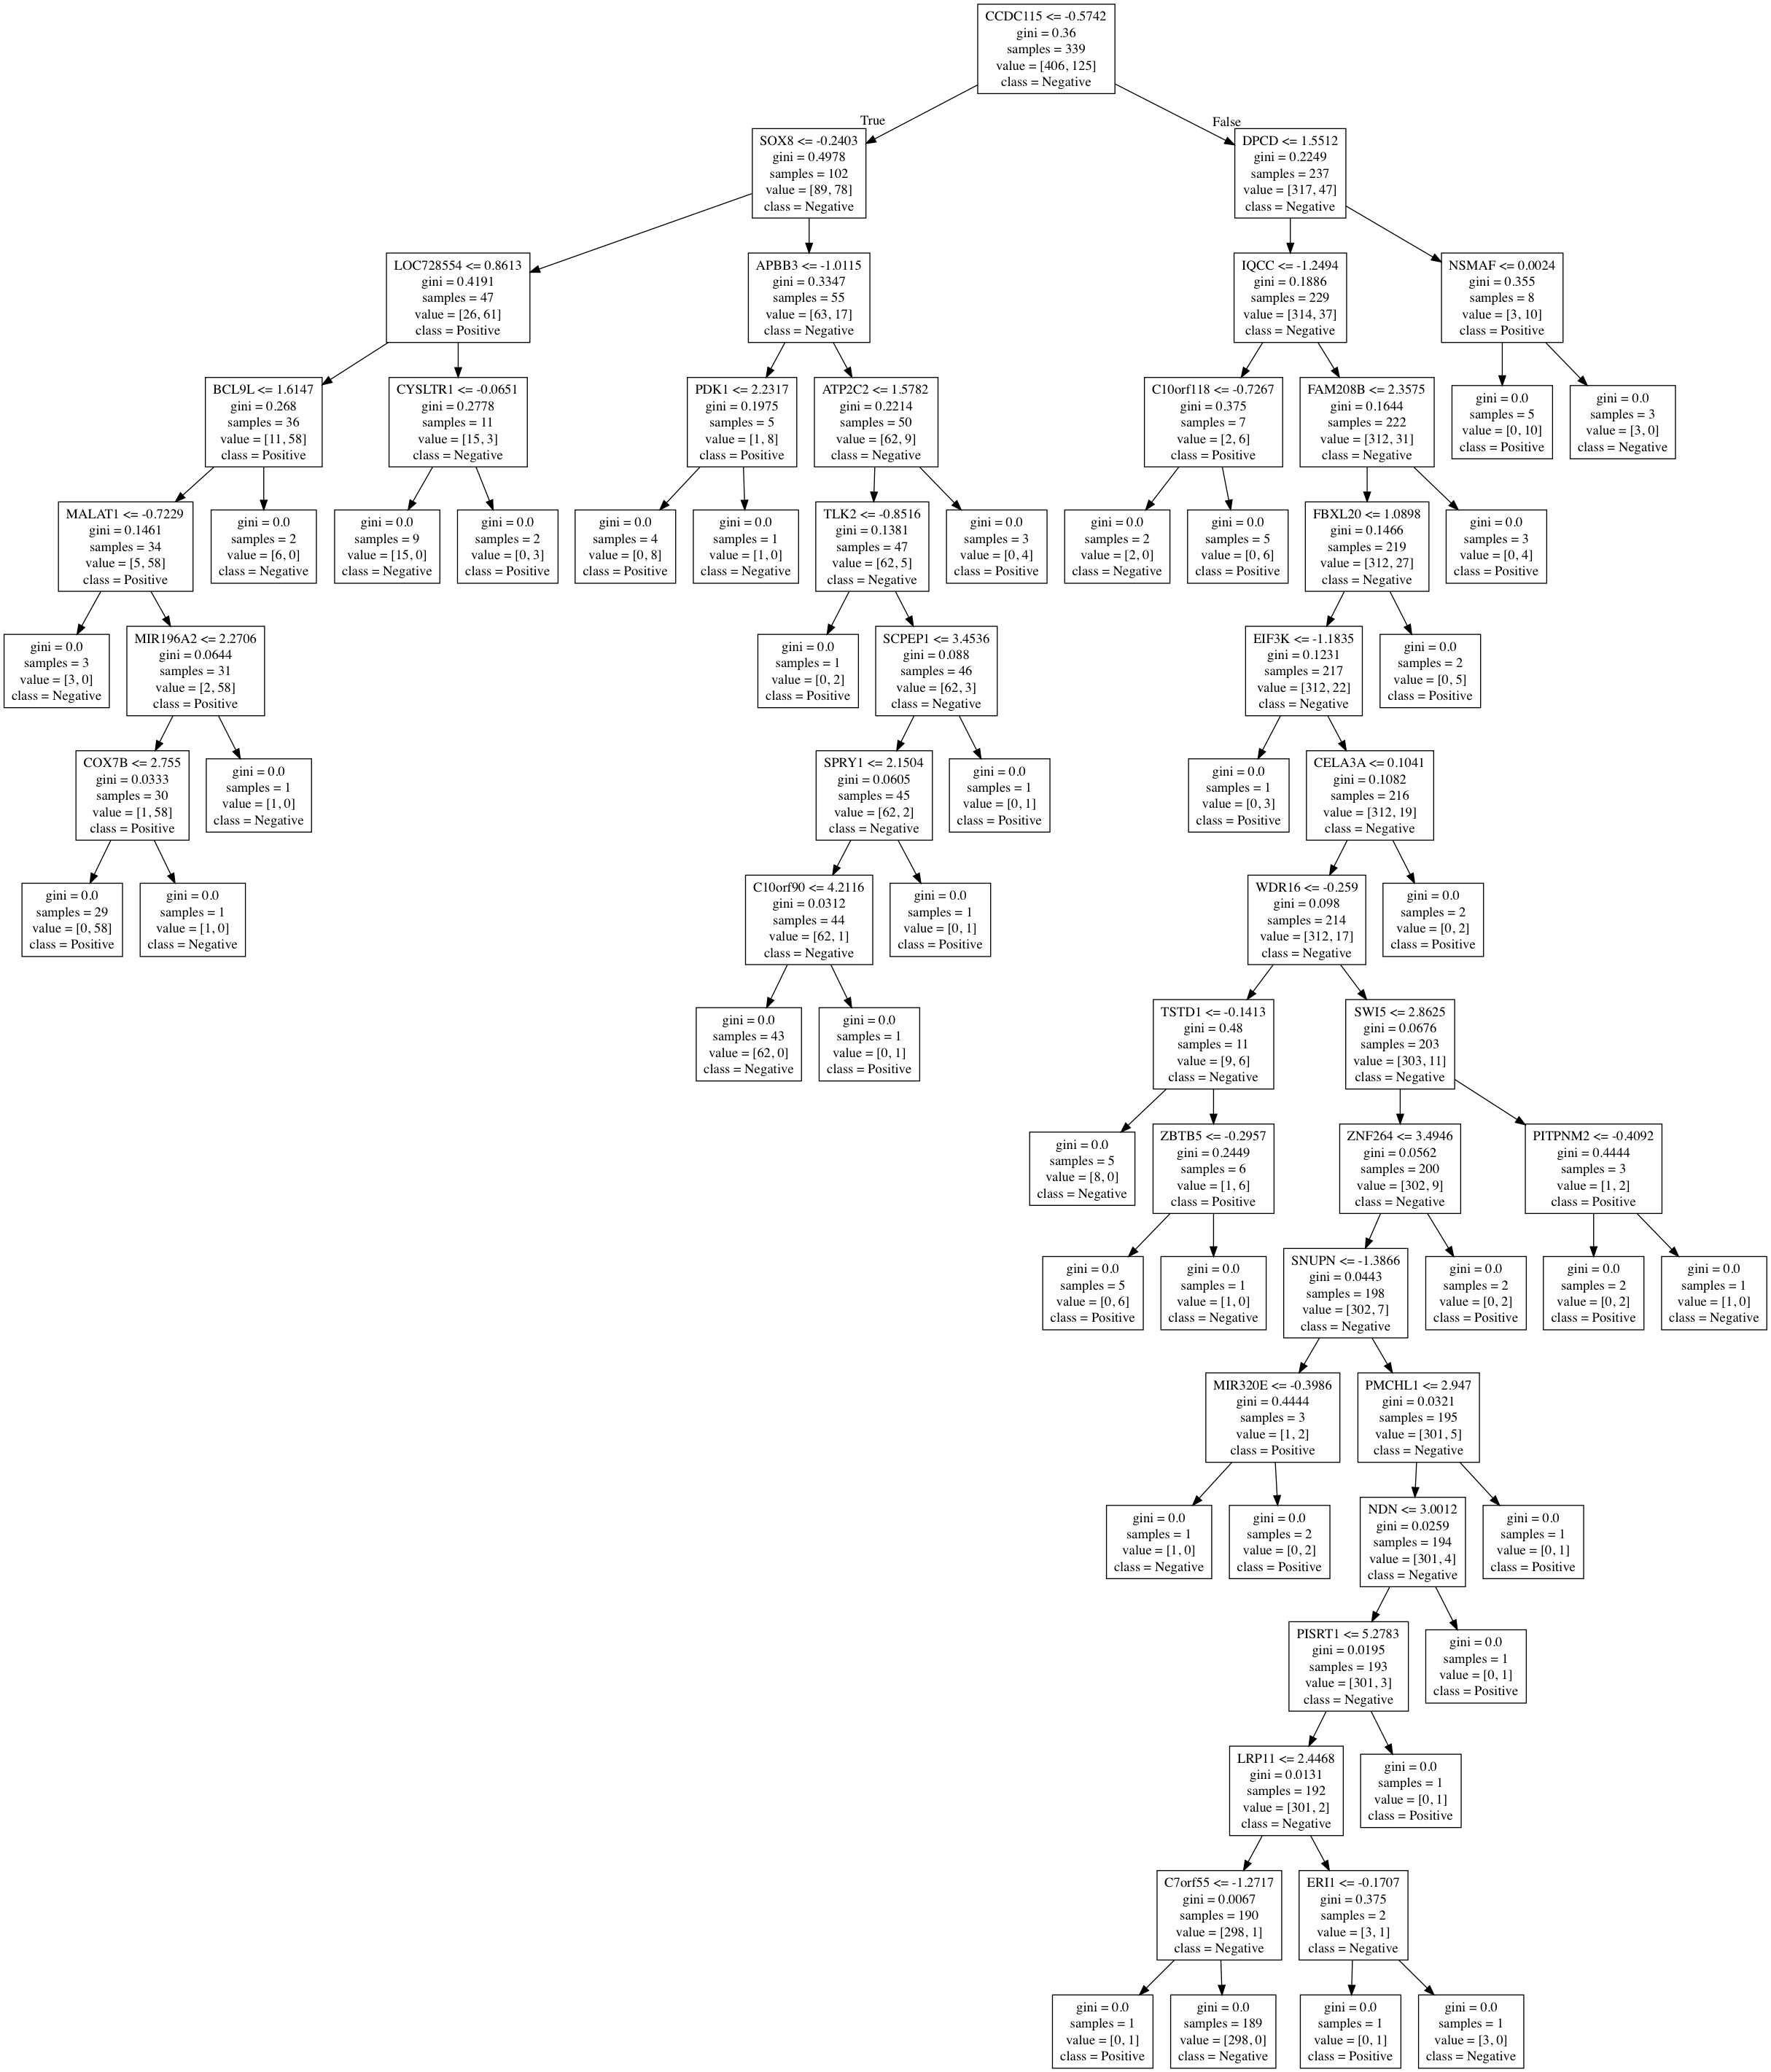 CCDC115 <= -0.5742
gini = 0.36
samples = 339
value = [406, 125]
class = Negative
True
False
SOX8 <= -0.2403
gini = 0.4978
samples = 102
value = [89, 78]
class = Negative
DPCD <= 1.5512
gini = 0.2249
samples = 237
value = [317, 47]
class = Negative
LOC728554 <= 0.8613
gini = 0.4191
samples = 47
value = [26, 61]
class = Positive
APBB3 <= -1.0115
gini = 0.3347
samples = 55
value = [63, 17]
class = Negative
IQCC <= -1.2494
gini = 0.1886
samples = 229
value = [314, 37]
class = Negative
NSMAF <= 0.0024
gini = 0.355
samples = 8
value = [3, 10]
class = Positive
BCL9L <= 1.6147
gini = 0.268
samples = 36
value = [11, 58]
class = Positive
CYSLTR1 <= -0.0651
gini = 0.2778
samples = 11
value = [15, 3]
class = Negative
PDK1 <= 2.2317
gini = 0.1975
samples = 5
value = [1, 8]
class = Positive
ATP2C2 <= 1.5782
gini = 0.2214
samples = 50
value = [62, 9]
class = Negative
C10orf118 <= -0.7267
gini = 0.375
samples = 7
value = [2, 6]
class = Positive
FAM208B <= 2.3575
gini = 0.1644
samples = 222
value = [312, 31]
class = Negative
gini = 0.0
samples = 5
value = [0, 10]
class = Positive
gini = 0.0
samples = 3
value = [3, 0]
class = Negative
MALAT1 <= -0.7229
gini = 0.1461
samples = 34
value = [5, 58]
class = Positive
gini = 0.0
samples = 2
value = [6, 0]
class = Negative
gini = 0.0
samples = 9
value = [15, 0]
class = Negative
gini = 0.0
samples = 2
value = [0, 3]
class = Positive
gini = 0.0
samples = 4
value = [0, 8]
class = Positive
gini = 0.0
samples = 1
value = [1, 0]
class = Negative
TLK2 <= -0.8516
gini = 0.1381
samples = 47
value = [62, 5]
class = Negative
gini = 0.0
samples = 3
value = [0, 4]
class = Positive
gini = 0.0
samples = 2
value = [2, 0]
class = Negative
gini = 0.0
samples = 5
value = [0, 6]
class = Positive
FBXL20 <= 1.0898
gini = 0.1466
samples = 219
value = [312, 27]
class = Negative
gini = 0.0
samples = 3
value = [0, 4]
class = Positive
gini = 0.0
samples = 3
value = [3, 0]
class = Negative
MIR196A2 <= 2.2706
gini = 0.0644
samples = 31
value = [2, 58]
class = Positive
gini = 0.0
samples = 1
value = [0, 2]
class = Positive
SCPEP1 <= 3.4536
gini = 0.088
samples = 46
value = [62, 3]
class = Negative
EIF3K <= -1.1835
gini = 0.1231
samples = 217
value = [312, 22]
class = Negative
gini = 0.0
samples = 2
value = [0, 5]
class = Positive
COX7B <= 2.755
gini = 0.0333
samples = 30
value = [1, 58]
class = Positive
gini = 0.0
samples = 1
value = [1, 0]
class = Negative
SPRY1 <= 2.1504
gini = 0.0605
samples = 45
value = [62, 2]
class = Negative
gini = 0.0
samples = 1
value = [0, 1]
class = Positive
gini = 0.0
samples = 1
value = [0, 3]
class = Positive
CELA3A <= 0.1041
gini = 0.1082
samples = 216
value = [312, 19]
class = Negative
gini = 0.0
samples = 29
value = [0, 58]
class = Positive
gini = 0.0
samples = 1
value = [1, 0]
class = Negative
C10orf90 <= 4.2116
gini = 0.0312
samples = 44
value = [62, 1]
class = Negative
gini = 0.0
samples = 1
value = [0, 1]
class = Positive
WDR16 <= -0.259
gini = 0.098
samples = 214
value = [312, 17]
class = Negative
gini = 0.0
samples = 2
value = [0, 2]
class = Positive
gini = 0.0
samples = 43
value = [62, 0]
class = Negative
gini = 0.0
samples = 1
value = [0, 1]
class = Positive
TSTD1 <= -0.1413
gini = 0.48
samples = 11
value = [9, 6]
class = Negative
SWI5 <= 2.8625
gini = 0.0676
samples = 203
value = [303, 11]
class = Negative
gini = 0.0
samples = 5
value = [8, 0]
class = Negative
ZBTB5 <= -0.2957
gini = 0.2449
samples = 6
value = [1, 6]
class = Positive
ZNF264 <= 3.4946
gini = 0.0562
samples = 200
value = [302, 9]
class = Negative
PITPNM2 <= -0.4092
gini = 0.4444
samples = 3
value = [1, 2]
class = Positive
gini = 0.0
samples = 5
value = [0, 6]
class = Positive
gini = 0.0
samples = 1
value = [1, 0]
class = Negative
SNUPN <= -1.3866
gini = 0.0443
samples = 198
value = [302, 7]
class = Negative
gini = 0.0
samples = 2
value = [0, 2]
class = Positive
gini = 0.0
samples = 2
value = [0, 2]
class = Positive
gini = 0.0
samples = 1
value = [1, 0]
class = Negative
MIR320E <= -0.3986
gini = 0.4444
samples = 3
value = [1, 2]
class = Positive
PMCHL1 <= 2.947
gini = 0.0321
samples = 195
value = [301, 5]
class = Negative
gini = 0.0
samples = 1
value = [1, 0]
class = Negative
gini = 0.0
samples = 2
value = [0, 2]
class = Positive
NDN <= 3.0012
gini = 0.0259
samples = 194
value = [301, 4]
class = Negative
gini = 0.0
samples = 1
value = [0, 1]
class = Positive
PISRT1 <= 5.2783
gini = 0.0195
samples = 193
value = [301, 3]
class = Negative
gini = 0.0
samples = 1
value = [0, 1]
class = Positive
LRP11 <= 2.4468
gini = 0.0131
samples = 192
value = [301, 2]
class = Negative
gini = 0.0
samples = 1
value = [0, 1]
class = Positive
C7orf55 <= -1.2717
gini = 0.0067
samples = 190
value = [298, 1]
class = Negative
ERI1 <= -0.1707
gini = 0.375
samples = 2
value = [3, 1]
class = Negative
gini = 0.0
samples = 1
value = [0, 1]
class = Positive
gini = 0.0
samples = 189
value = [298, 0]
class = Negative
gini = 0.0
samples = 1
value = [0, 1]
class = Positive
gini = 0.0
samples = 1
value = [3, 0]
class = Negative